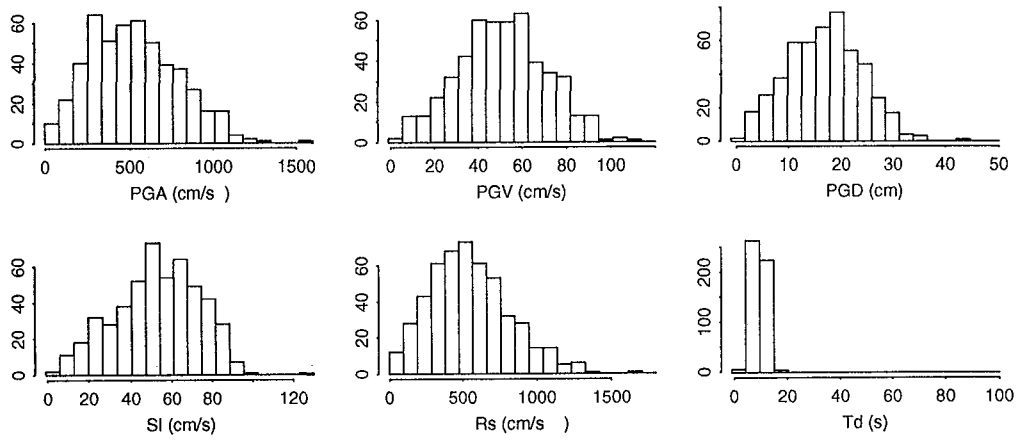 0 20 40 60
0 500 1000 1500
PGA (cm/s )
0 20 40 60
0 20 40 60 80 100
PGV (cm/s)
0 40 80
0 10 20 30 40 50
PGD (cm)
0 20 40 60
0 20 40 60 80 120
SI (cm/s)
0 20 40 60
0 500 1000 1500
Rs (cm/s )
0 100 200
0 20 40 60 80 100
Td (s)